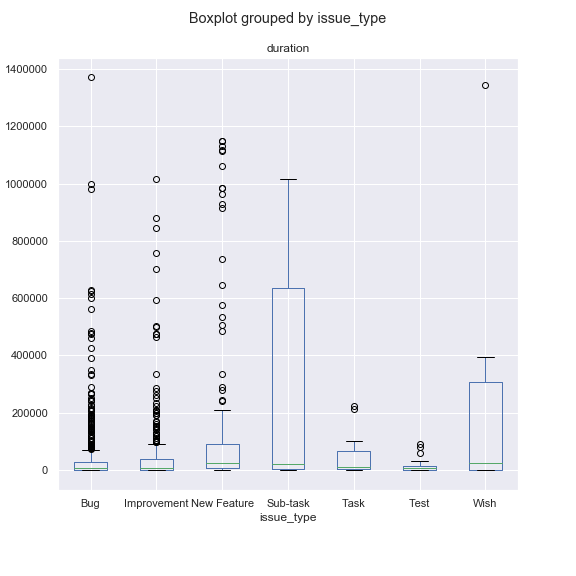 Boxplot grouped by issue_type
duration
1400000
1200000
1000000
800000
600000
400000
200000
0
Bug Improvement New Feature Sub-task Task Test Wish
issue_type